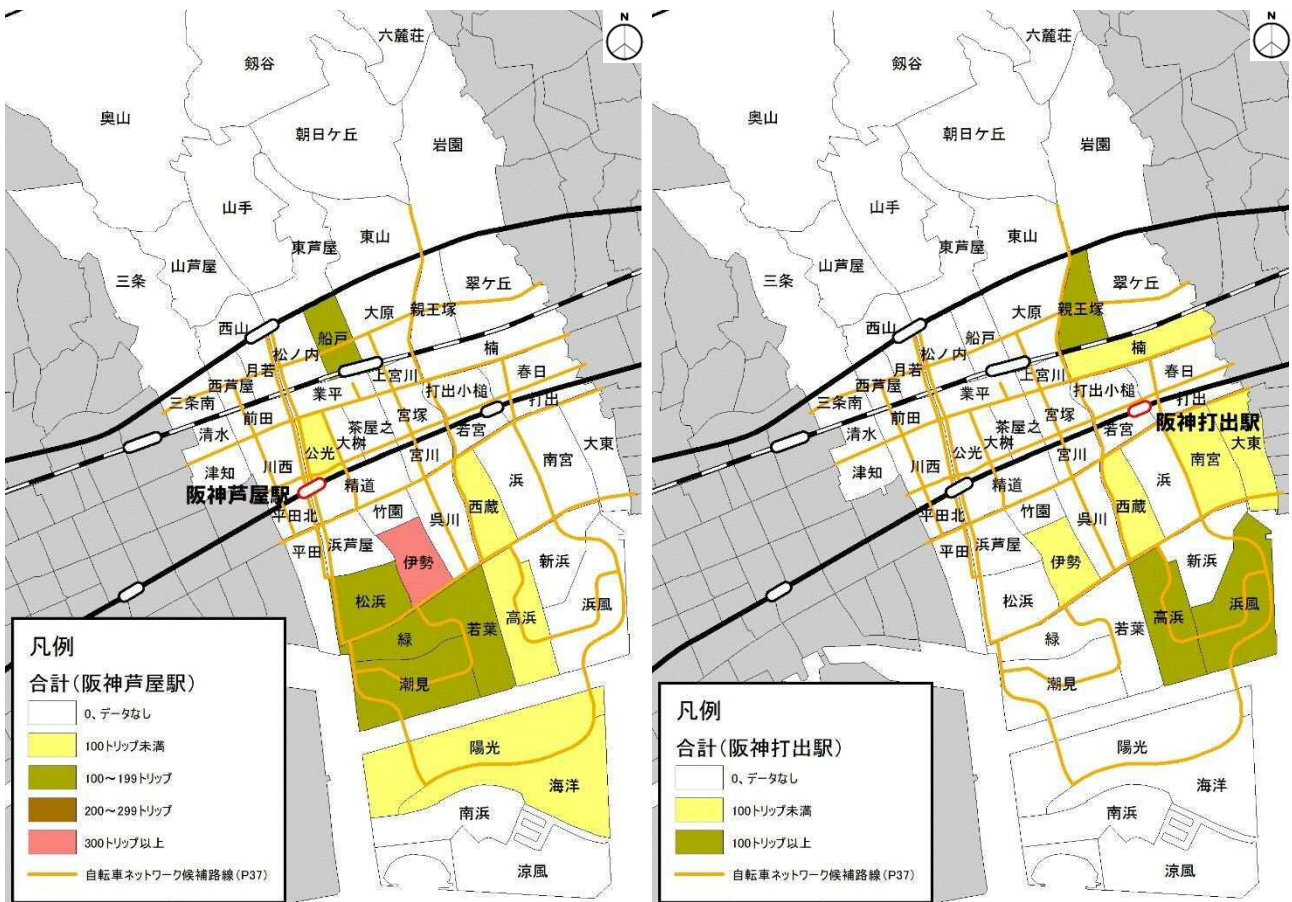 N
六麓荘
剱谷
奥山
朝日ケ丘
岩園
山手
東芦屋
東山
山芦屋
三条
翠ケ丘
西山
大原
親王塚
船戸
松ノ内
月若
楠
上宮川
西芦屋
春日
業平
打出小槌
三条南
前田
打出
宮塚
茶屋之
清水
大桝
若宮
公光
大東
宮川
津知
川西
南宮
浜
精道
阪神芦屋駅
西蔵
竹園
平田北
呉川
平田
浜芦屋
伊勢
新浜
松浜
高浜
浜風
若葉
緑
潮見
陽光
海洋
南浜
涼風
凡例
合計(阪神芦屋駅)
0、データなし
100トリップ未満
100～199トリップ
200～299トリップ
300トリップ以上
自転車ネットワーク候補路線(P37)
N
六麓荘
剱谷
奥山
朝日ケ丘
岩園
山手
東芦屋
東山
山芦屋
三条
翠ケ丘
西山
大原
親王塚
船戸
松ノ内
月若
楠
上宮川
西芦屋
春日
業平
打出小槌
三条南
前田
打出
宮塚
阪神打出駅
茶屋之
清水
大桝
若宮
公光
大東
宮川
津知
川西
南宮
浜
精道
西蔵
竹園
平田北
呉川
平田
浜芦屋
伊勢
新浜
松浜
高浜
浜風
若葉
緑
潮見
陽光
海洋
南浜
涼風
凡例
合計(阪神打出駅)
0、データなし
100トリップ未満
100トリップ以上
自転車ネットワーク候補路線(P37)